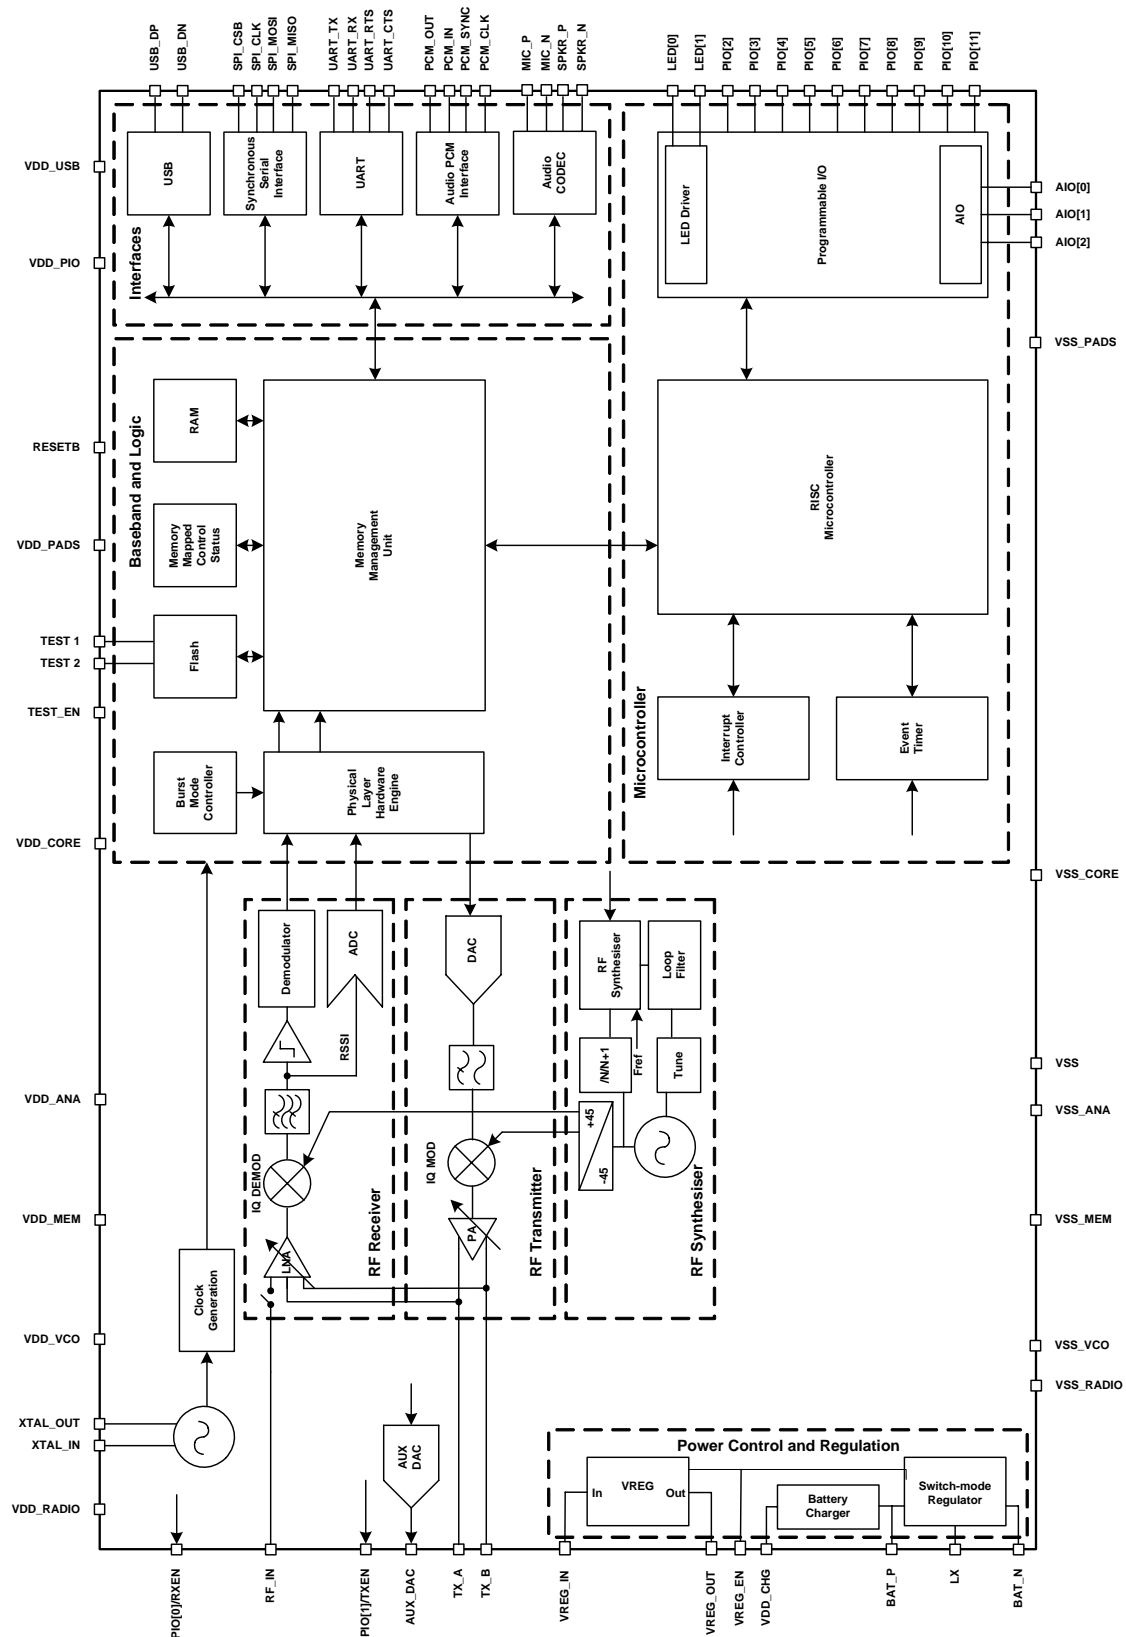 USB_DP
USB_DN
SPI_CSB
SPI_CLK
SPI_MOSI
SPI_MISO
UART_TX
UART_RX
UART_RTS
UART_CTS
PCM_OUT
PCM_IN
PCM_SYNC
PCM_CLK
MIC_P
MIC_N
SPKR_P
SPKR_N
LED[0]
LED[1]
PIO[2]
PIO[3]
PIO[4]
PIO[5]
PIO[6]
PIO[7]
PIO[8]
PIO[9]
PIO[10]
PIO[11]
VDD_USB
VDD_PIO
RESETB
VDD_PADS
TEST 1
TEST 2
TEST_EN
VDD_CORE
VDD_ANA
VDD_MEM
VDD_VCO
XTAL_OUT
XTAL_IN
VDD_RADIO
Interfaces
USB
Synchronous
Serial
Interface
UART
Audio PCM
Interface
Audio
CODEC
LED Driver
Programmable I/O
AIO
AIO[0]
AIO[1]
AIO[2]
VSS_PADS
VSS_CORE
VSS
VSS_ANA
VSS_MEM
VSS_VCO
VSS_RADIO
Baseband and Logic
RAM
Memory
Mapped
Control
Status
Flash
Memory
Management
Unit
Burst
Mode
Controller
Physical
Layer
Hardware
Engine
Microcontroller
RISC
Microcontroller
Interrupt
Controller
Event
Timer
RF Receiver
Demodulator
ADC
RSSI
IQ DEMOD
LNA
RF Transmitter
DAC
IQ MOD
PA
RF Synthesiser
RF
Synthesiser
Loop
Filter
/N/N+1
Fref
Tune
+45
-45
Clock
Generation
AUX
DAC
Power Control and Regulation
In
VREG
Out
Battery
Charger
Switch-mode
Regulator
PIO[0]/RXEN
RF_IN
PIO[1]/TXEN
AUX_DAC
TX_A
TX_B
VREG_IN
VREG_OUT
VREG_EN
VDD_CHG
BAT_P
LX
BAT_N